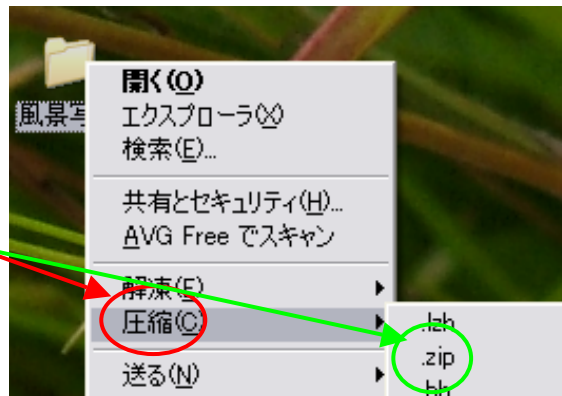 風景写
開く(O)
エクスプローラ(X)
検索(E)...
共有とセキュリティ(H)...
AVG Free でスキャン
解凍(E)
圧縮(C)
送る(N)
.lzh
.zip
.bh